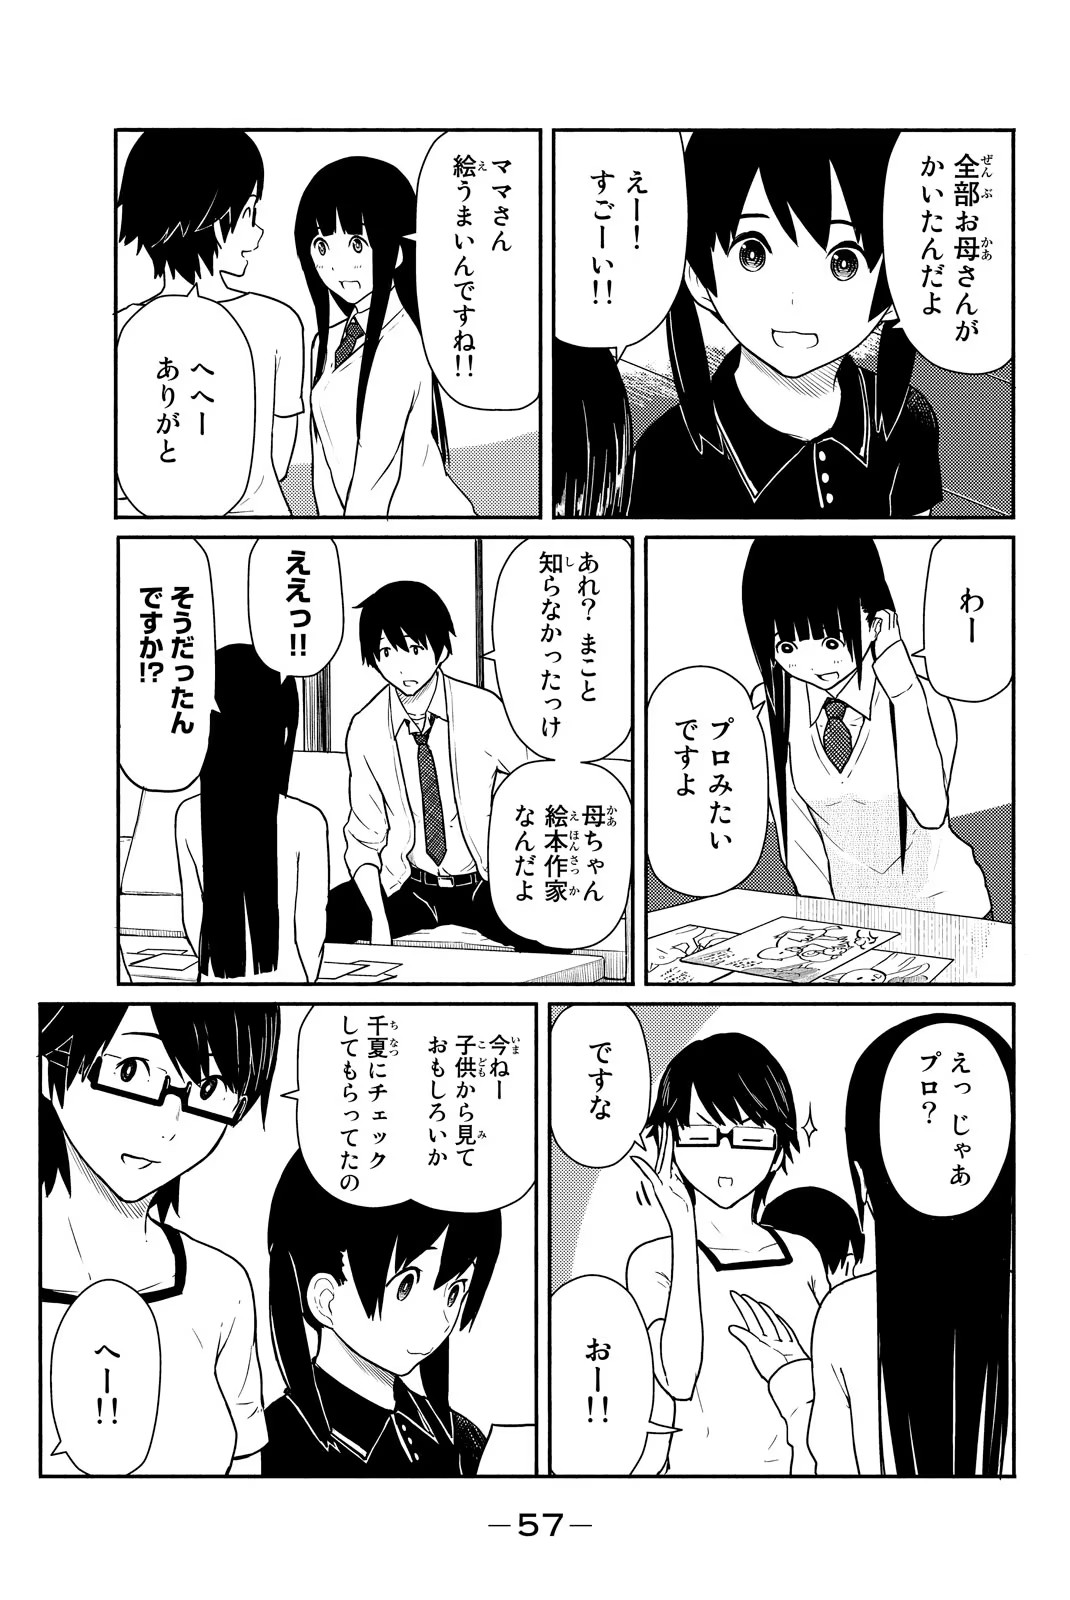 全部お母さんが
かいたんだよ
えー!
すごーい!!
ママさん
絵うまいんですね!!
へへー
ありがと
わー
プロみたい
ですよ
あれ? まこと
知らなかったっけ
母ちゃん
絵本作家
なんだよ
ええっ!!
そうだったん
ですか!?
えっ じゃあ
プロ?
ですな
おー!!
今ねー
子供から見て
おもしろいか
千夏にチェック
してもらってたの
へー!!
—57—